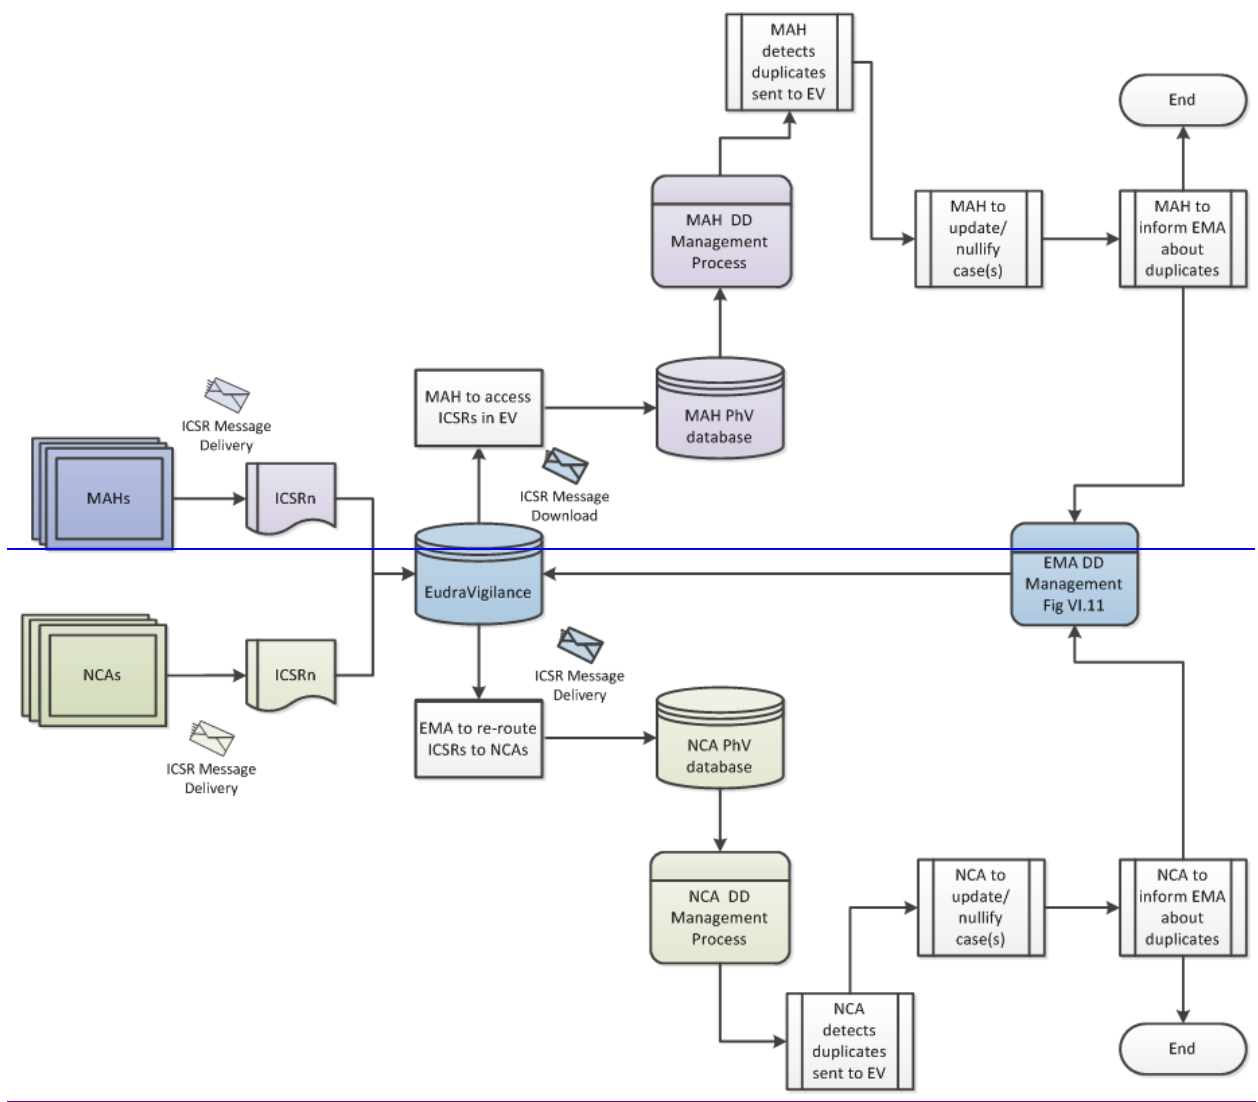 MAH
detects
duplicates
sent to EV
End
MAH DD
Management
Process
MAH to
update/
nullify
case(s)
MAH to
inform EMA
about
duplicates
ICSR Message
Delivery
MAH to access
ICSRs in EV
MAH PhV
database
MAHs
ICSRn
ICSR Message
Download
EudraVigilance
EMA DD
Management
Fig VI.11
NCAs
ICSRn
ICSR Message
Delivery
EMA to re-route
ICSRs to NCAs
NCA PhV
database
ICSR Message
Delivery
NCA DD
Management
Process
NCA to
update/
nullify
case(s)
NCA to
inform EMA
about
duplicates
NCA
detects
duplicates
sent to EV
End